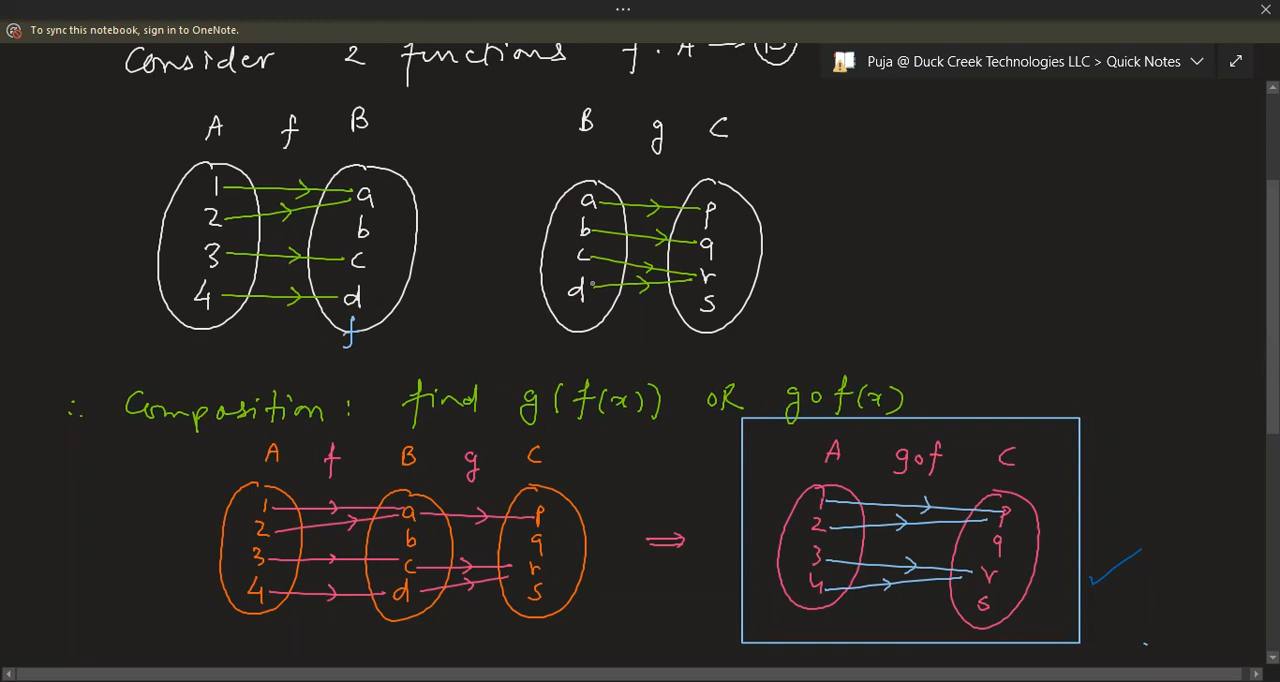 To sync this notebook, sign in to OneNote.
Consider 2 functions f: A → B
Puja @ Duck Creek Technologies LLC > Quick Notes
A f B
B g C
1
2
3
4
a
b
c
d
f
a
b
c
d
p
q
r
s
∴ Composition: find g(f(x)) OR gof(x)
A f B g C
1
2
3
4
a
b
c
d
p
q
r
s
⇒
A gof C
1
2
3
4
p
q
r
s